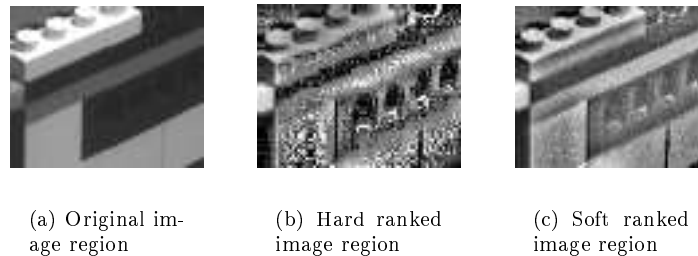 (a) Original im-
age region
(b) Hard ranked
image region
(c) Soft ranked
image region